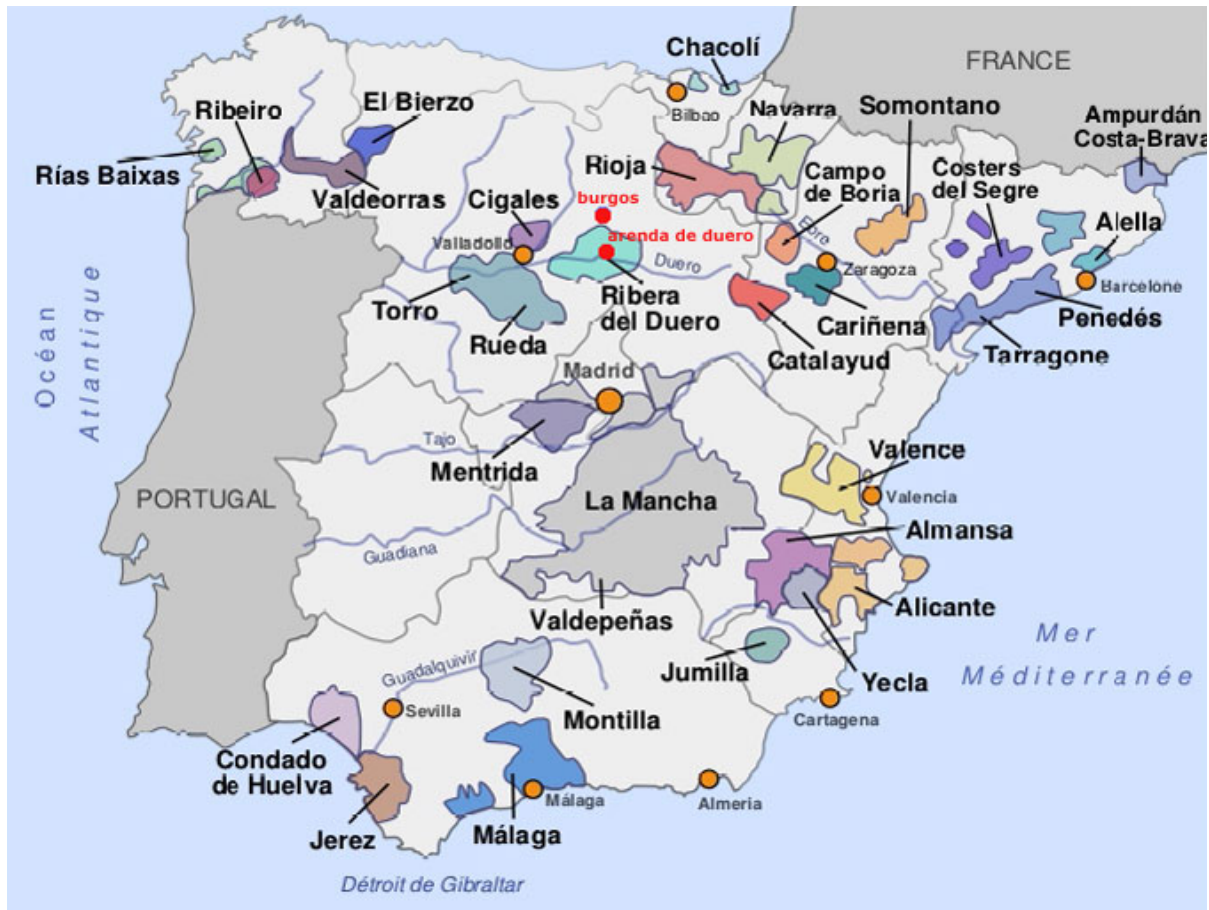 FRANCE
Chacolí
Bilbao
El Bierzo
Ribeiro
Navarra
Somontano
Ampurdán
Costa-Brava
Rías Baixas
Rioja
Campo
de Boria
Costers
del Segre
Valdeorras
Cigales
burgos
arenda de duero
Ebre
Alella
Valladolid
Duero
Zaragoza
Barcelone
Torro
Ribera
del Duero
Cariñena
Penedés
Rueda
Catalayud
Tarragone
Océan
Atlantique
Madrid
Tajo
Mentrida
Valence
La Mancha
PORTUGAL
Valencia
Almansa
Guadiana
Valdepeñas
Alicante
Mer
Méditerranée
Guadalquivir
Jumilla
Yecla
Sevilla
Montilla
Cartagena
Condado
de Huelva
Málaga
Almeria
Jerez
Málaga
Détroit de Gibraltar